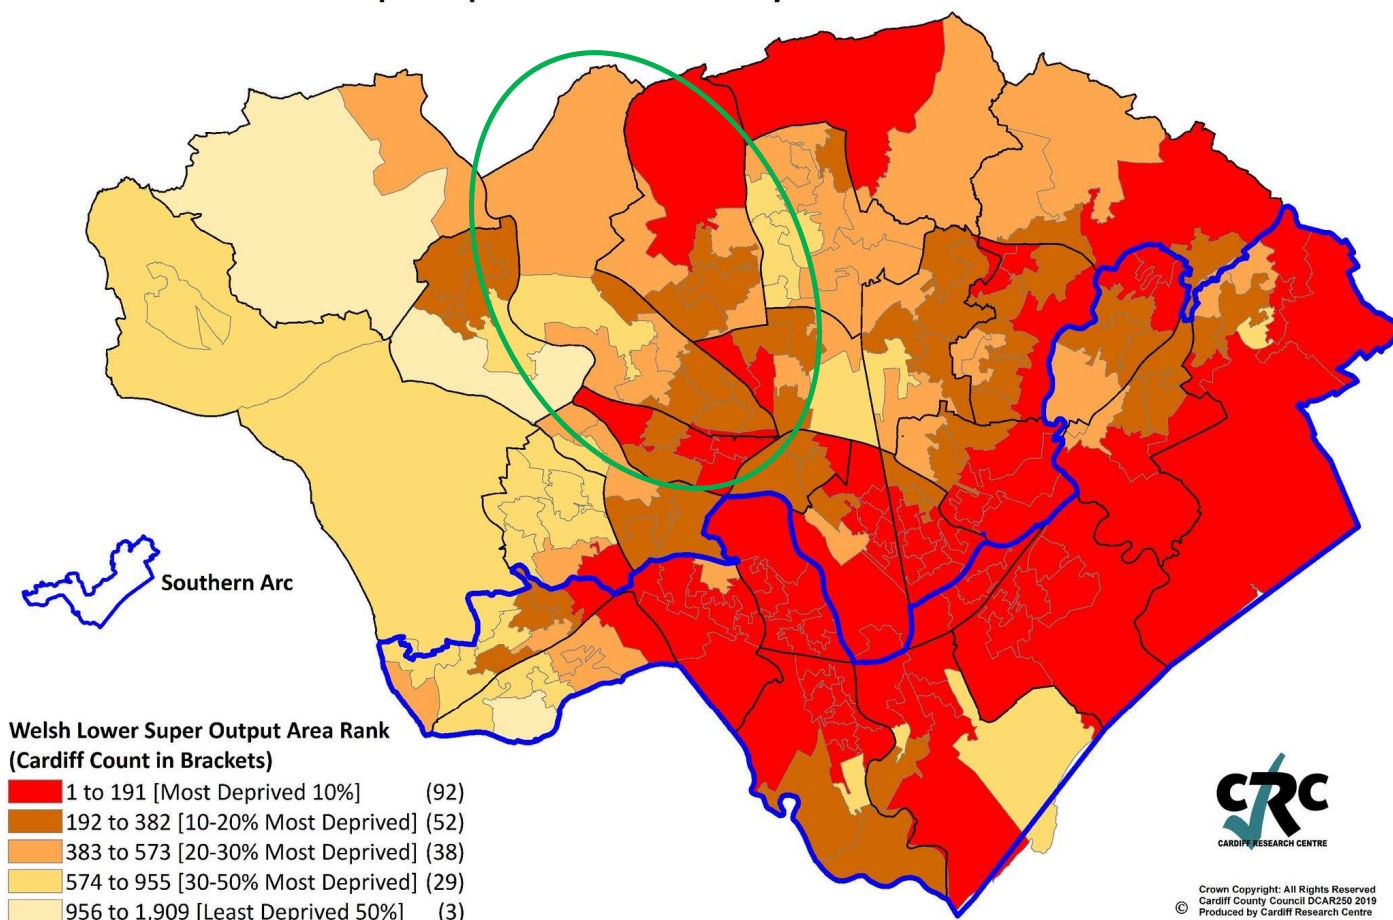 Southern Arc
Welsh Lower Super Output Area Rank
(Cardiff Count in Brackets)
1 to 191 [Most Deprived 10%] (92)
192 to 382 [10-20% Most Deprived] (52)
383 to 573 [20-30% Most Deprived] (38)
574 to 955 [30-50% Most Deprived] (29)
956 to 1,909 [Least Deprived 50%] (3)
CRC
CARDIFF RESEARCH CENTRE
Crown Copyright: All Rights Reserved
Cardiff County Council DCAR250 2019
© Produced by Cardiff Research Centre